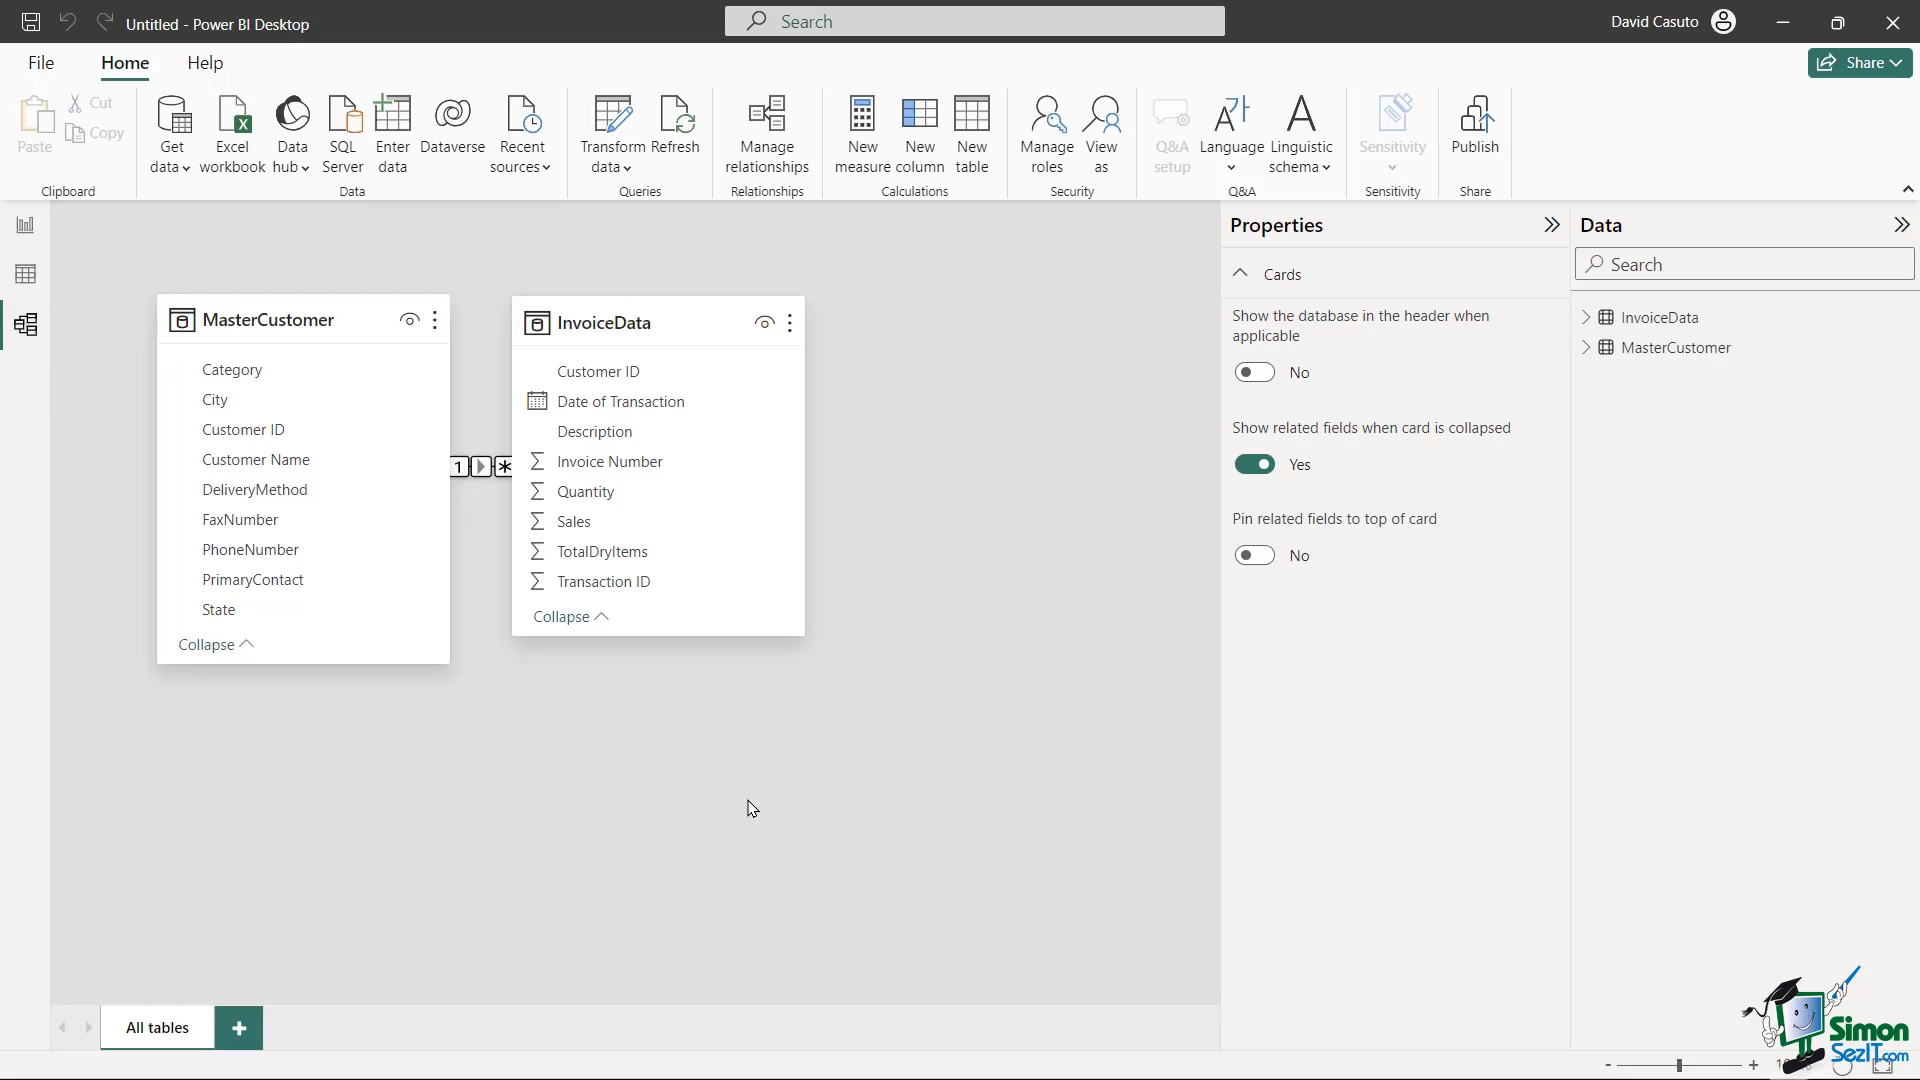 Untitled - Power BI Desktop
Search
David Casuto
File
Home
Help
Share
Paste
Cut
Copy
Clipboard
Get data
Excel workbook
Data hub
SQL Server
Enter data
Dataverse
Recent sources
Data
Transform data
Refresh
Queries
Manage relationships
Relationships
New measure
New column
New table
Calculations
Manage roles
View as
Security
Q&A setup
Language
Linguistic schema
Q&A
Sensitivity
Sensitivity
Publish
Share
MasterCustomer
Category
City
Customer ID
Customer Name
DeliveryMethod
FaxNumber
PhoneNumber
PrimaryContact
State
Collapse
1
*
InvoiceData
Customer ID
Date of Transaction
Description
Invoice Number
Quantity
Sales
TotalDryItems
Transaction ID
Collapse
Properties
Cards
Show the database in the header when
applicable
No
Show related fields when card is collapsed
Yes
Pin related fields to top of card
No
Data
Search
InvoiceData
MasterCustomer
All tables
Simon
SezIT.com